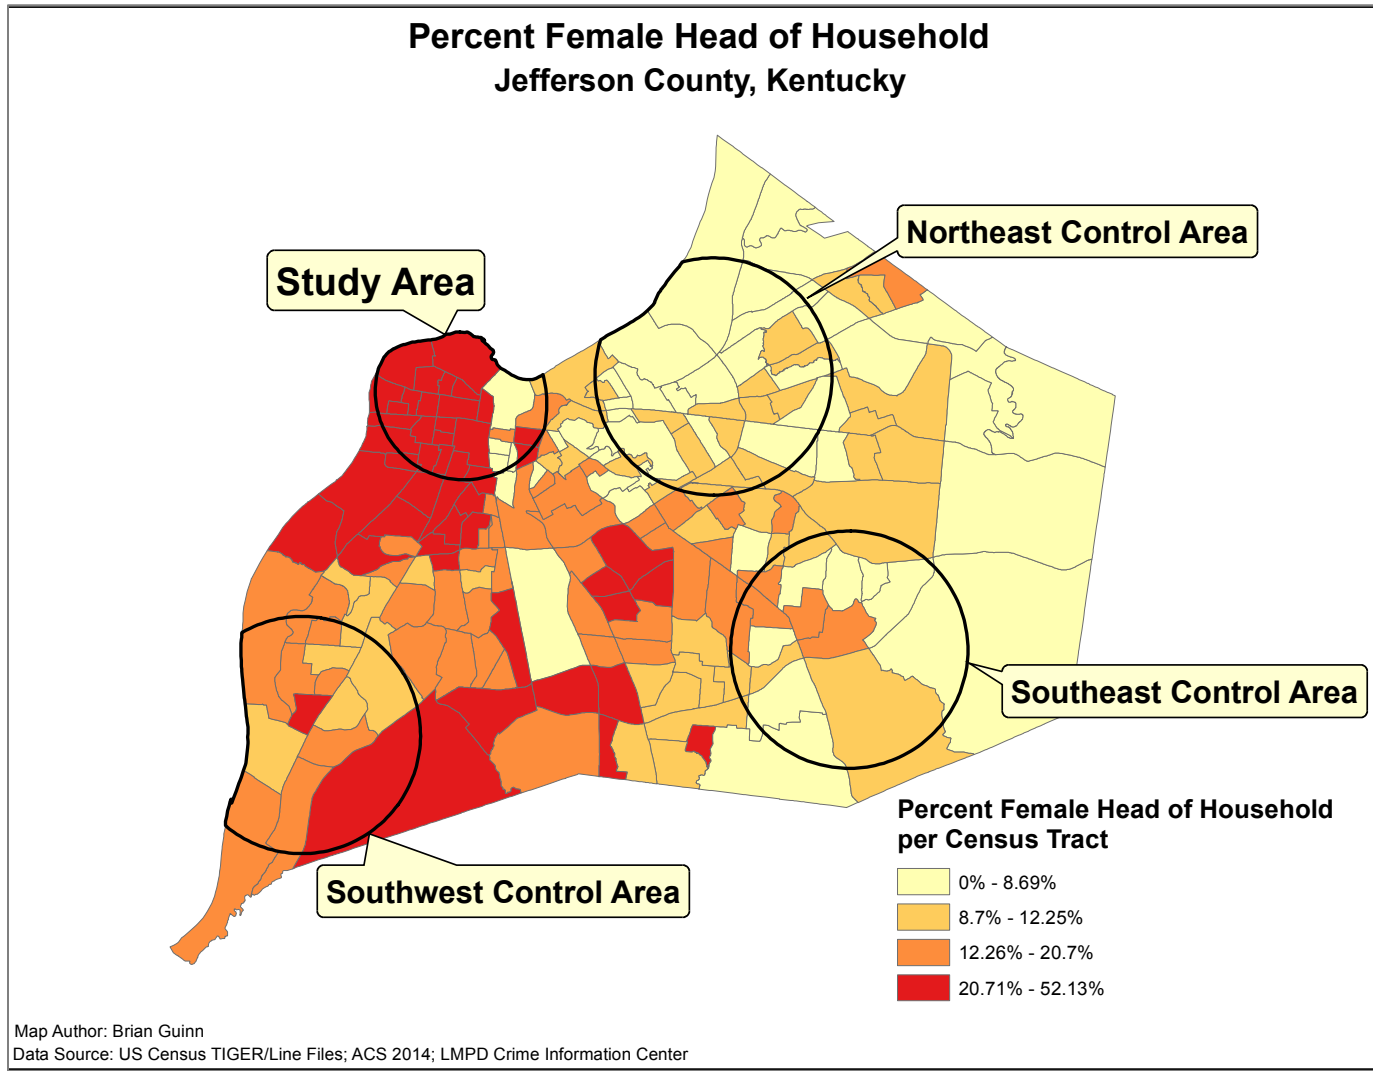 Percent Female Head of Household
Jefferson County, Kentucky
Northeast Control Area
Study Area
Southeast Control Area
Southwest Control Area
Percent Female Head of Household
per Census Tract
0% - 8.69%
8.7% - 12.25%
12.26% - 20.7%
20.71% - 52.13%
Map Author: Brian Guinn
Data Source: US Census TIGER/Line Files; ACS 2014; LMPD Crime Information Center